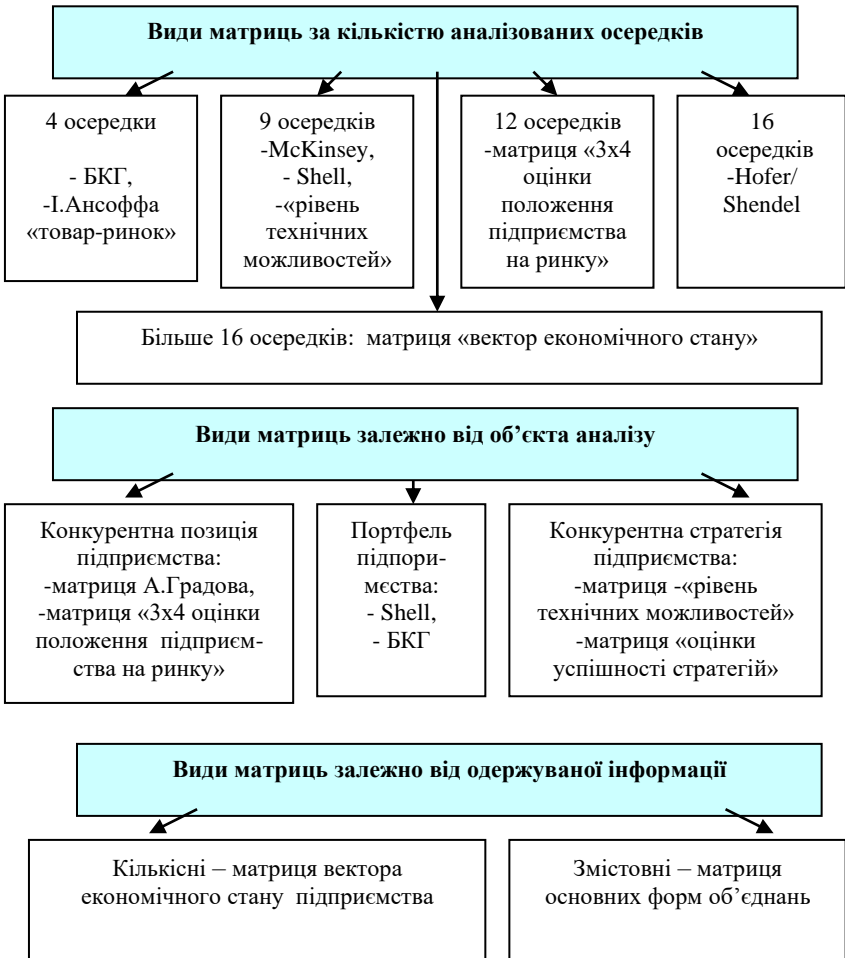 Види матриць за кількістю аналізованих осередків
4 осередки
- БКГ,
-І.Ансоффа
«товар-ринок»
9 осередків
-McKinsey,
- Shell,
-«рівень
технічних
можливостей»
12 осередків
-матриця «3х4
оцінки
положення
підприємства
на ринку»
16
осередків
-Hofer/
Shendel
Більше 16 осередків: матриця «вектор економічного стану»
Види матриць залежно від об’єкта аналізу
Конкурентна позиція
підприємства:
-матриця А.Градова,
-матриця «3х4 оцінки
положення підприєм-
ства на ринку»
Портфель
підпори-
мєства:
- Shell,
- БКГ
Конкурентна стратегія
підприємства:
-матриця -«рівень
технічних можливостей»
-матриця «оцінки
успішності стратегій»
Види матриць залежно від одержуваної інформації
Кількісні – матриця вектора
економічного стану підприємства
Змістовні – матриця
основних форм об’єднань